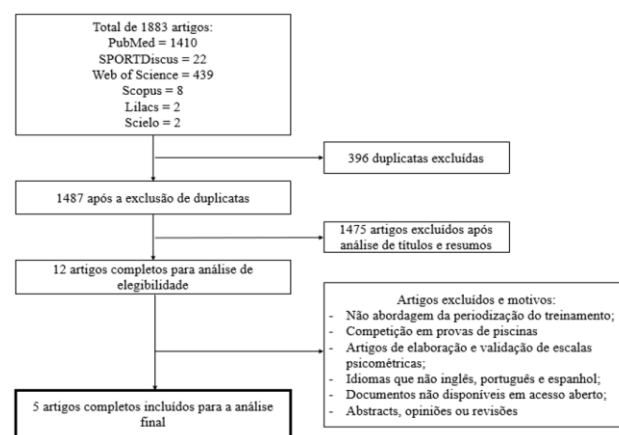 Total de 1883 artigos:
PubMed = 1410
SPORTDiscus = 22
Web of Science = 439
Scopus = 8
Lilacs = 2
Scielo = 2
396 duplicatas excluídas
1487 após a exclusão de duplicatas
1475 artigos excluídos após
análise de títulos e resumos
12 artigos completos para análise de
elegibilidade
Artigos excluídos e motivos:
- Não abordagem da periodização do treinamento;
- Competição em provas de piscinas
- Artigos de elaboração e validação de escalas
psicométricas;
- Idiomas que não inglês, português e espanhol;
- Documentos não disponíveis em acesso aberto;
- Abstracts, opiniões ou revisões
5 artigos completos incluídos para a análise
final